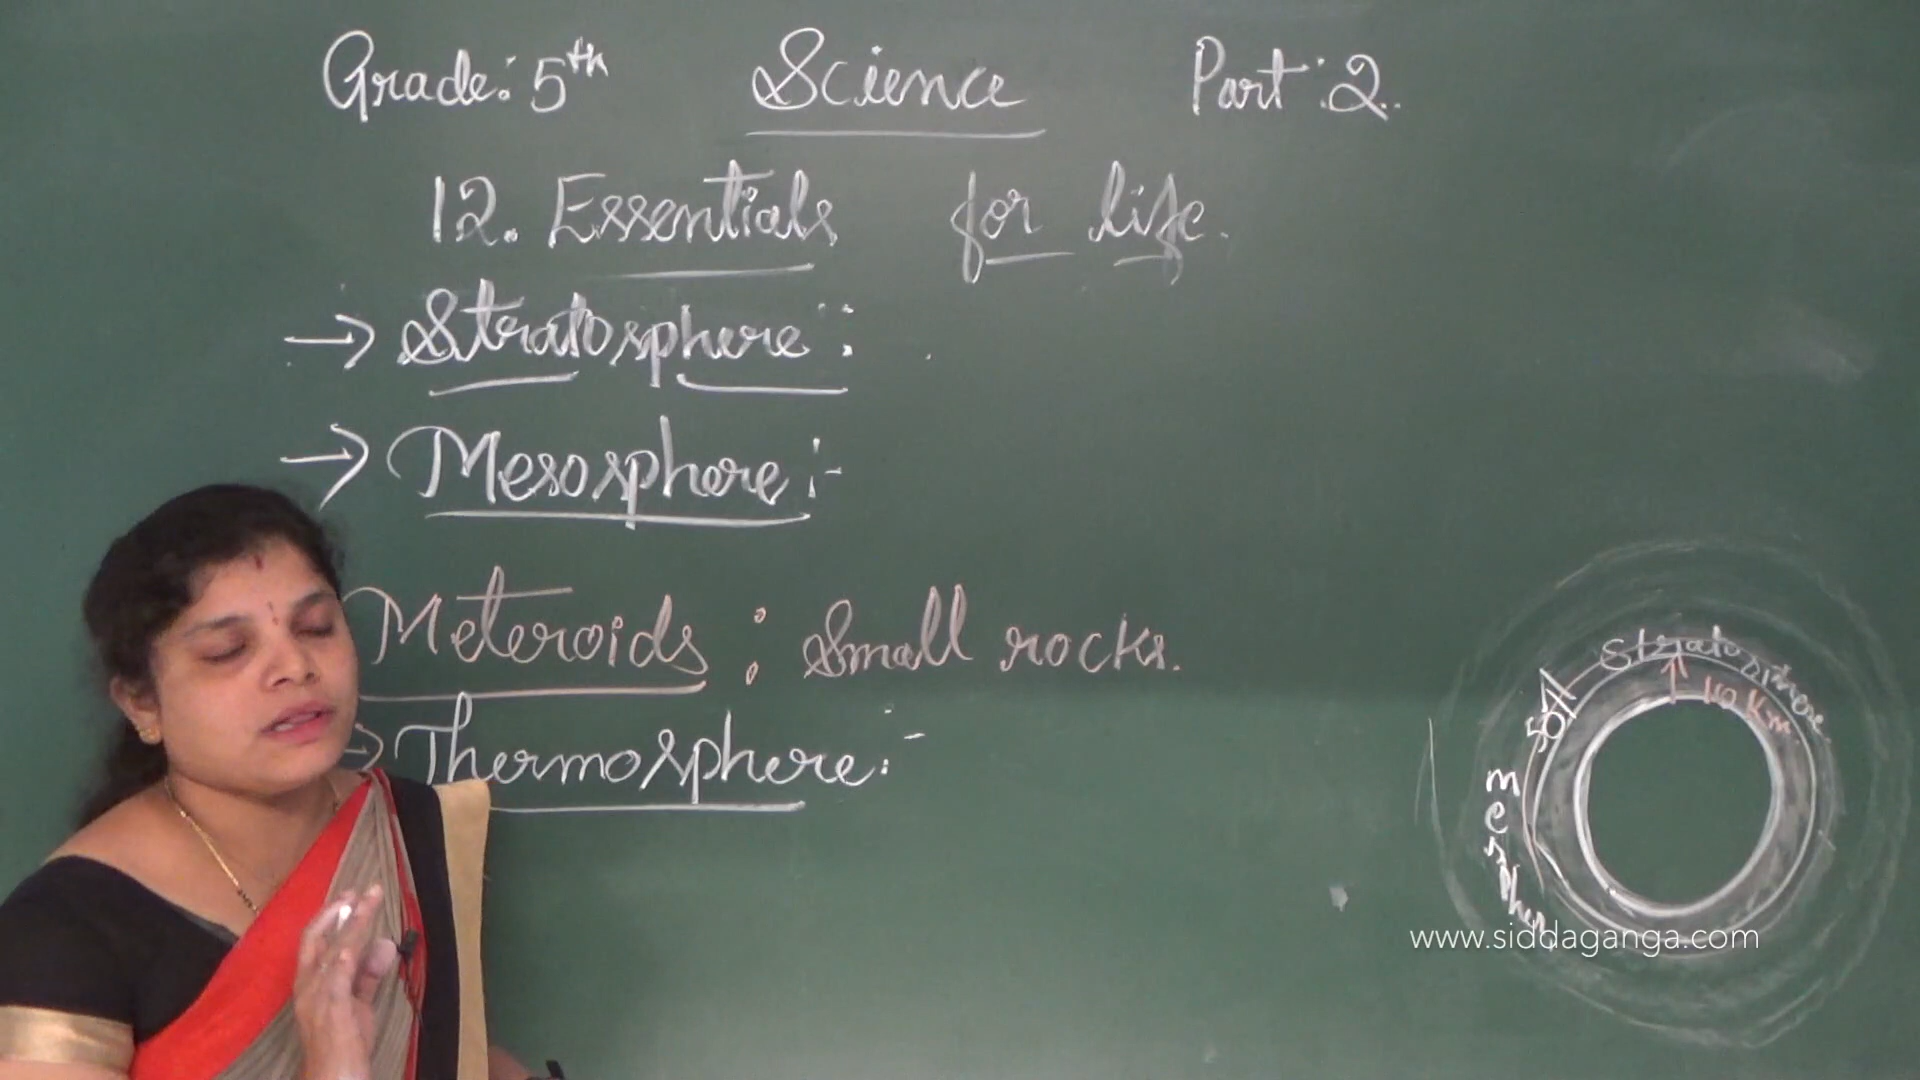 Grade: 5th Science Part: 2.
12. Essentials for life.
→ Stratosphere :
→ Mesosphere :-
Meteroids : Small rocks.
→ Thermosphere :-
Stratosphere
10 Km.
50
www.siddaganga.com